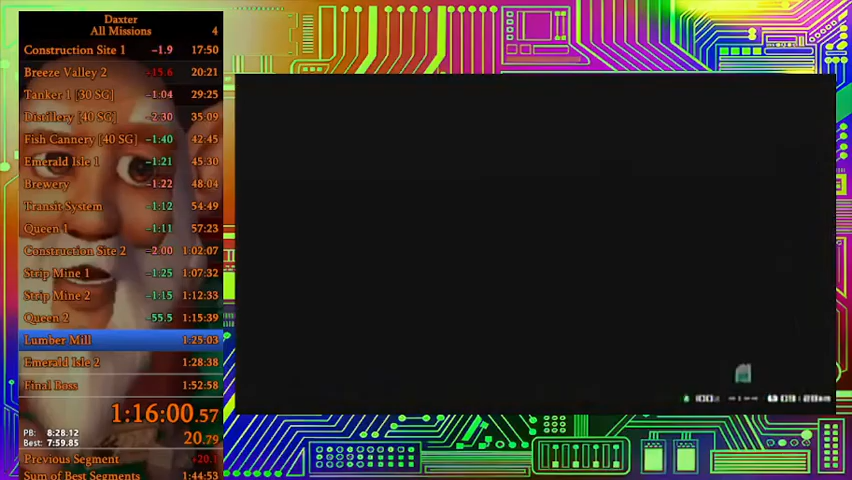 Daxter
All Missions 4
Construction Site 1 -1.9 17:50
Breeze Valley 2 -15.6 20:21
Tanker 1 [30 SG] -1:04 29:25
Distillery [40 SG] -2:30 35:09
Fish Cannery [40 SG] -1:40 42:45
Emerald Isle 1 -1:21 45:30
Brewery -1:22 48:04
Transit System -1:12 54:49
Queen 1 -1:11 57:23
Construction Site 2 -2:00 1:02:07
Strip Mine 1 -1:25 1:07:32
Strip Mine 2 -1:15 1:12:33
Queen 2 -55.5 1:15:39
Lumber Mill 1:25:03
Emerald Isle 2 1:28:38
Final Boss 1:52:58
1:16:00.57
PB: 8:28.12
Best: 7:59.85
20.79
Previous Segment +20.1
Sum of Best Segments 1:44:53